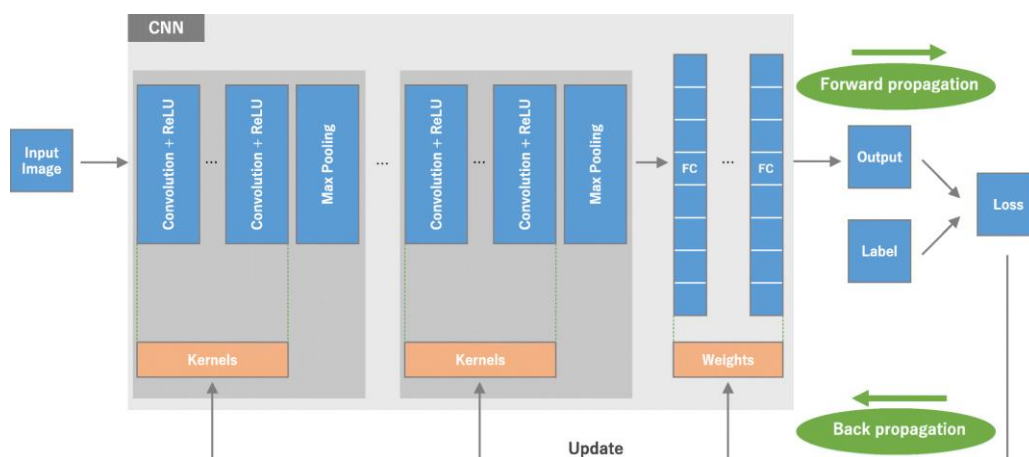 CNN
Forward propagation
Input
Image
Convolution + ReLU
...
Convolution + ReLU
Max Pooling
...
Convolution + ReLU
...
Convolution + ReLU
Max Pooling
FC
...
FC
Output
Label
Loss
Kernels
Kernels
Weights
Back propagation
Update